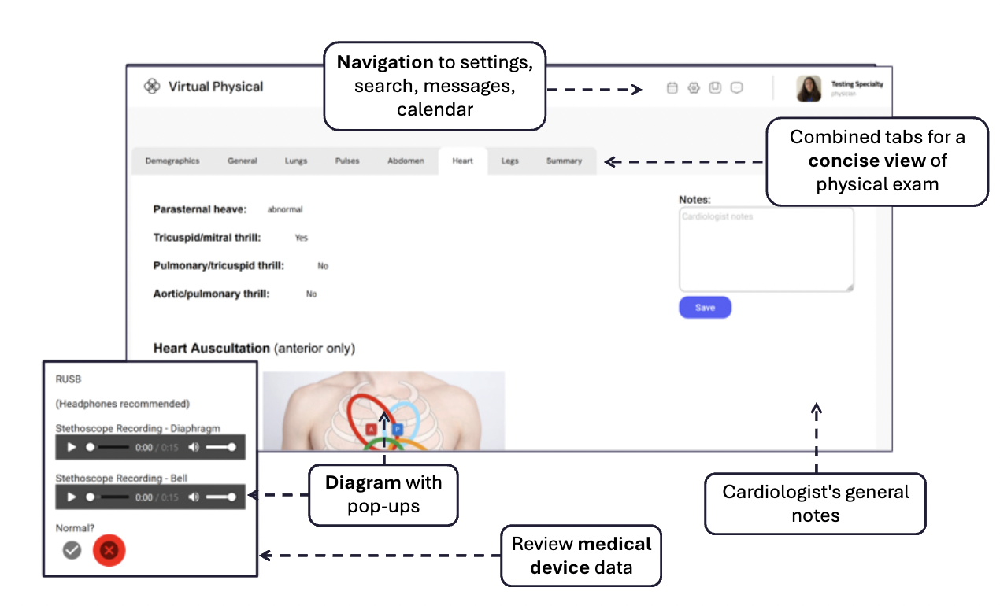 Navigation to settings,
search, messages,
calendar
Virtual Physical
Testing Specialty
physician
Combined tabs for a
concise view of
physical exam
Demographics General Lungs Pulses Abdomen Heart Legs Summary
Parasternal heave: abnormal
Tricuspid/mitral thrill: Yes
Pulmonary/tricuspid thrill: No
Aortic/pulmonary thrill: No
Notes:
Cardiologist notes
Save
Heart Auscultation (anterior only)
A P
RUSB
(Headphones recommended)
Stethoscope Recording - Diaphragm
0:00 / 0:15
Stethoscope Recording - Bell
0:00 / 0:15
Normal?
Diagram with
pop-ups
Cardiologist's general
notes
Review medical
device data